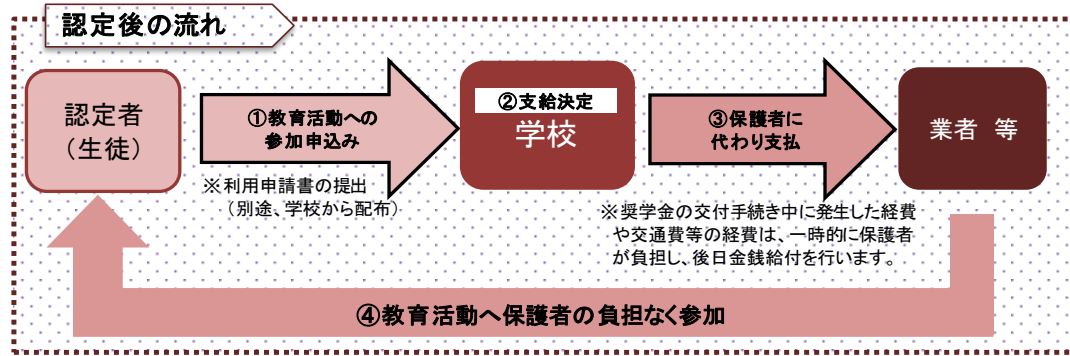 認定後の流れ
認定者
（生徒）
①教育活動への
参加申込み
※利用申請書の提出
（別途、学校から配布）
②支給決定
学校
③保護者に
代わり支払
業者　等
※奨学金の交付手続き中に発生した経費
や交通費等の経費は、一時的に保護者
が負担し、後日金銭給付を行います。
④教育活動へ保護者の負担なく参加